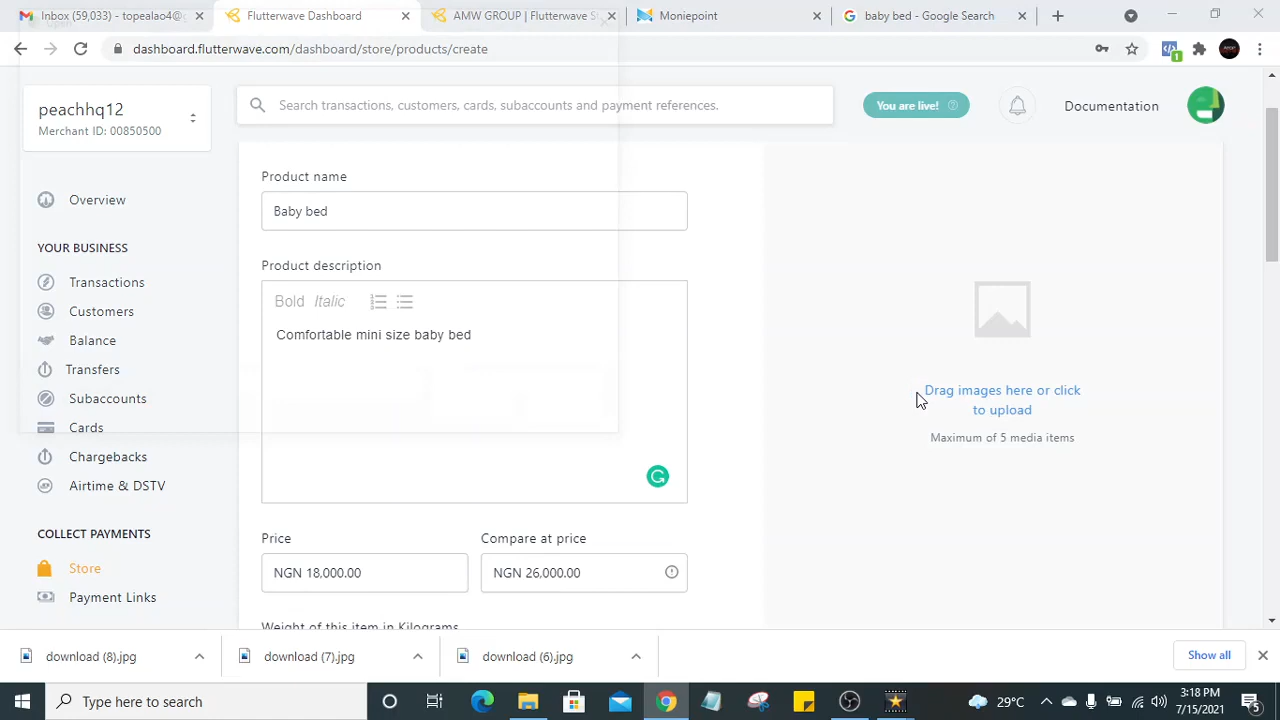 Inbox (59,033) - topealao4@g
Flutterwave Dashboard
AMW GROUP | Flutterwave St
Moniepoint
baby bed - Google Search
dashboard.flutterwave.com/dashboard/store/products/create
1
peachhq12
Merchant ID: 00850500
Search transactions, customers, cards, subaccounts and payment references.
You are live!
Documentation
Overview
YOUR BUSINESS
Transactions
Customers
Balance
Transfers
Subaccounts
Cards
Chargebacks
Airtime & DSTV
COLLECT PAYMENTS
Store
Payment Links
Product name
Baby bed
Product description
Bold Italic
Comfortable mini size baby bed
Price
Compare at price
NGN 18,000.00
NGN 26,000.00
Weight of this item in Kilograms
Drag images here or click
to upload
Maximum of 5 media items
download (8).jpg
download (7).jpg
download (6).jpg
Show all
Type here to search
29°C
3:18 PM
7/15/2021
5